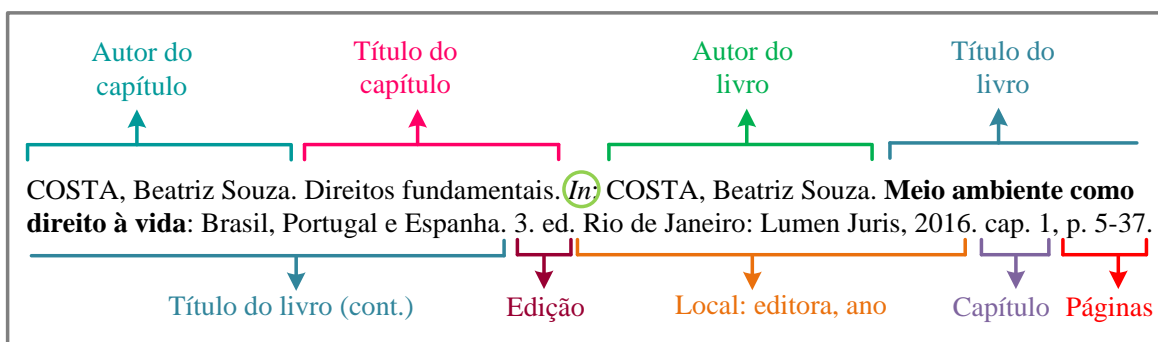 Autor do Título do Autor do Título do
capítulo capítulo livro livro
COSTA, Beatriz Souza. Direitos fundamentais. In: COSTA, Beatriz Souza. Meio ambiente como
direito à vida: Brasil, Portugal e Espanha. 3. ed. Rio de Janeiro: Lumen Juris, 2016. cap. 1, p. 5-37.
Título do livro (cont.) Edição Local: editora, ano Capítulo Páginas